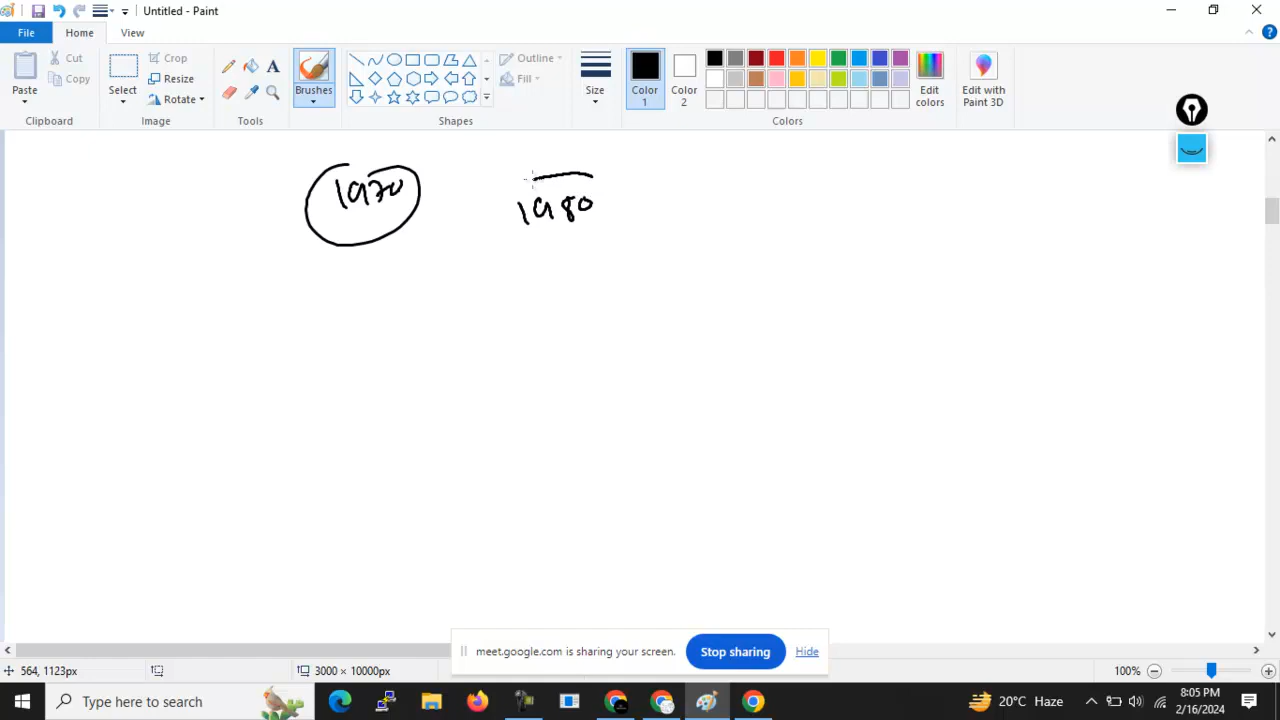 Untitled - Paint
File
Home
View
Paste
Cut
Copy
Clipboard
Select
Crop
Resize
Rotate
Image
A
Tools
Brushes
Outline
Fill
Shapes
Size
Color 1
Color 2
Edit colors
Edit with Paint 3D
Colors
1970
1980
meet.google.com is sharing your screen.
Stop sharing
Hide
564, 1123px
3000 × 10000px
100%
Type here to search
20°C Haze
8:05 PM
2/16/2024